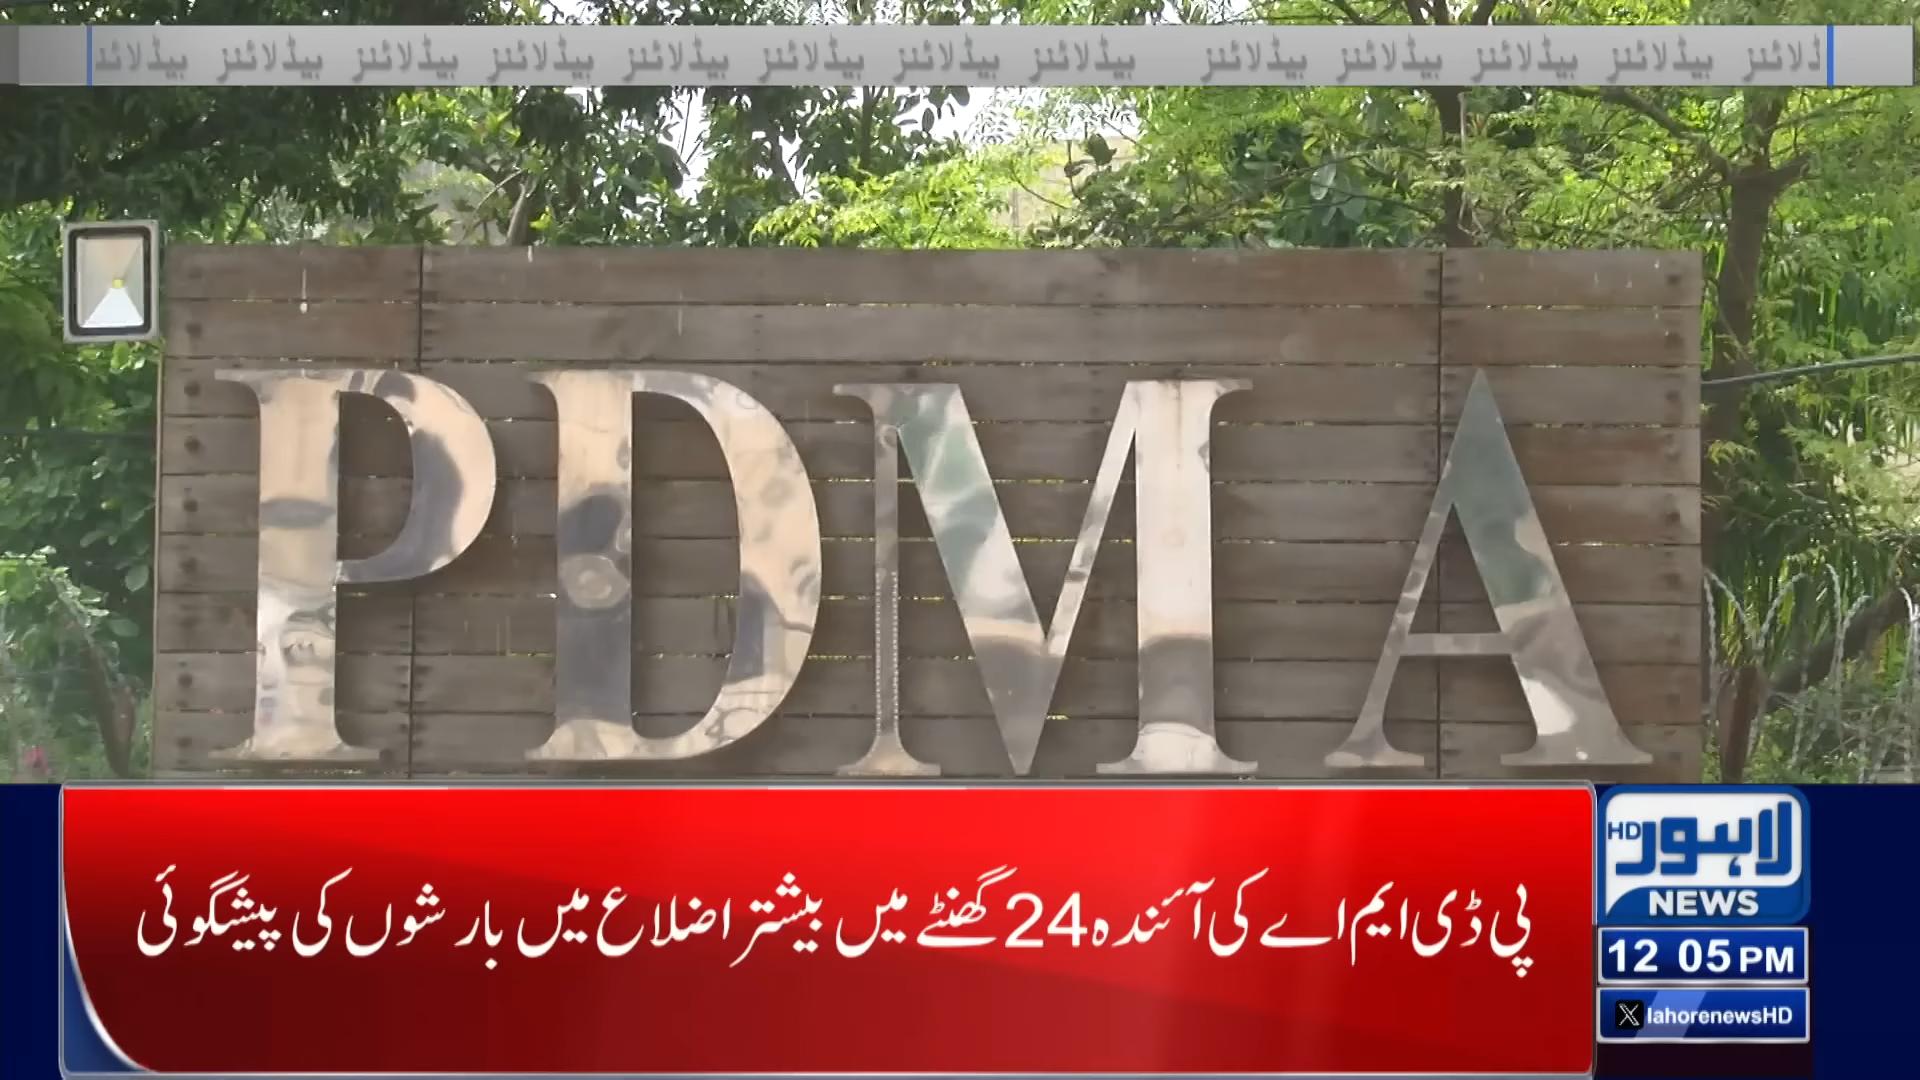 ہیڈلائنز ہیڈلائنز ہیڈلائنز ہیڈلائنز ہیڈلائنز ہیڈلائنز ہیڈلائنز ہیڈلائنز ہیڈلائنز ہیڈلائنز ہیڈلائنز
PDMA
پی ڈی ایم اے کی آئندہ 24 گھنٹے میں بیشتر اضلاع میں بارشوں کی پیشگوئی
لاہور HD
NEWS
12 05 PM
X lahorenewsHD